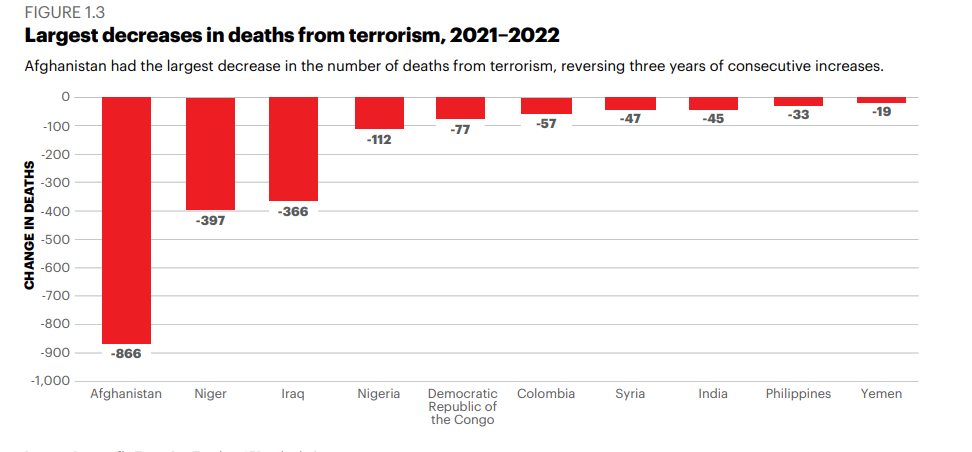 FIGURE 1.3
Largest decreases in deaths from terrorism, 2021–2022
Afghanistan had the largest decrease in the number of deaths from terrorism, reversing three years of consecutive increases.
CHANGE IN DEATHS
0
-100
-200
-300
-400
-500
-600
-700
-800
-900
-1,000
-866
-397
-366
-112
-77
-57
-47
-45
-33
-19
Afghanistan
Niger
Iraq
Nigeria
Democratic
Republic of
the Congo
Colombia
Syria
India
Philippines
Yemen